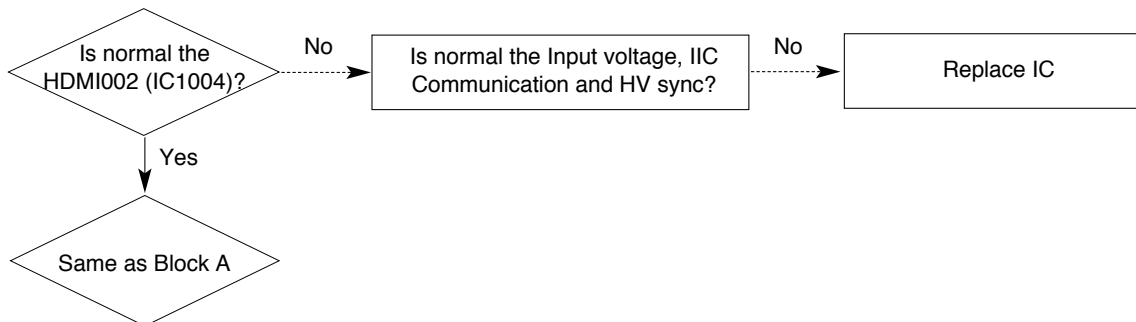 Is normal the
HDMI002 (IC1004)?
No
Is normal the Input voltage, IIC
Communication and HV sync?
No
Replace IC
Yes
Same as Block A